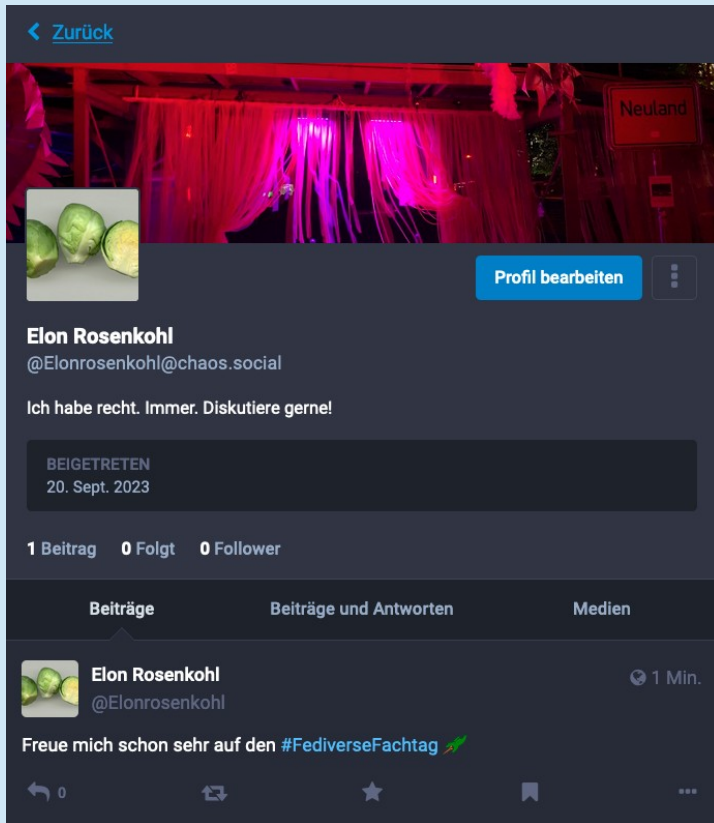 Zurück
Neuland
Profil bearbeiten
Elon Rosenkohl
@Elonrosenkohl@chaos.social
Ich habe recht. Immer. Diskutiere gerne!
BEIGETRETEN
20. Sept. 2023
1 Beitrag 0 Folgt 0 Follower
Beiträge Beiträge und Antworten Medien
Elon Rosenkohl 1 Min.
@Elonrosenkohl
Freue mich schon sehr auf den #FediverseFachtag
0